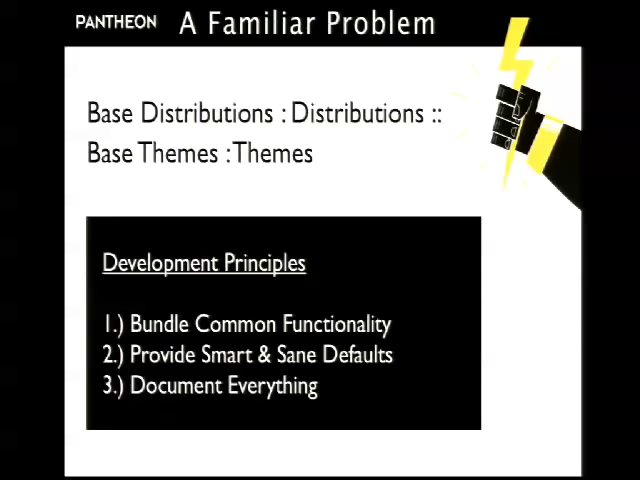 PANTHEON A Familiar Problem
Base Distributions : Distributions ::
Base Themes : Themes
Development Principles
1.) Bundle Common Functionality
2.) Provide Smart & Sane Defaults
3.) Document Everything